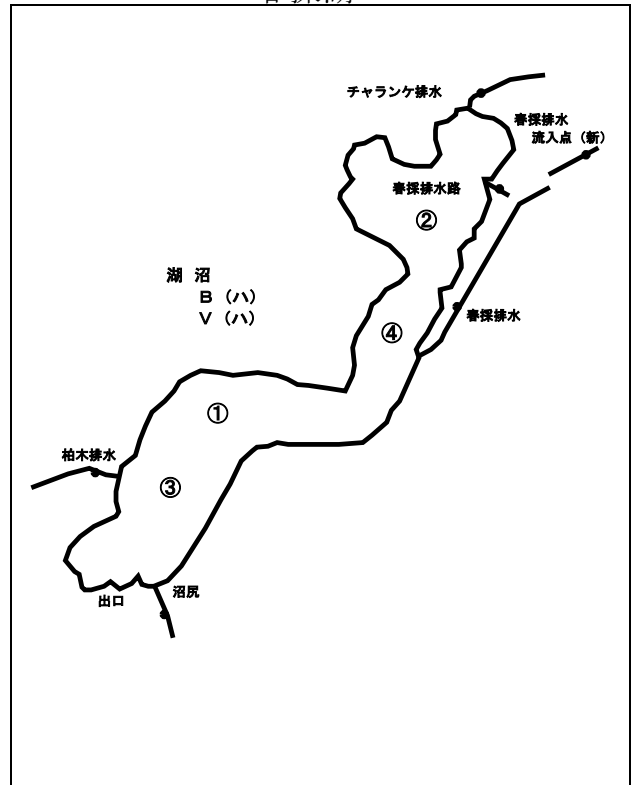 チャランケ排水
春採排水
流入点（新）
春採排水路
②
湖 沼
B（ハ）
V（ハ）
春採排水
④
①
柏木排水
③
沼尻
出口